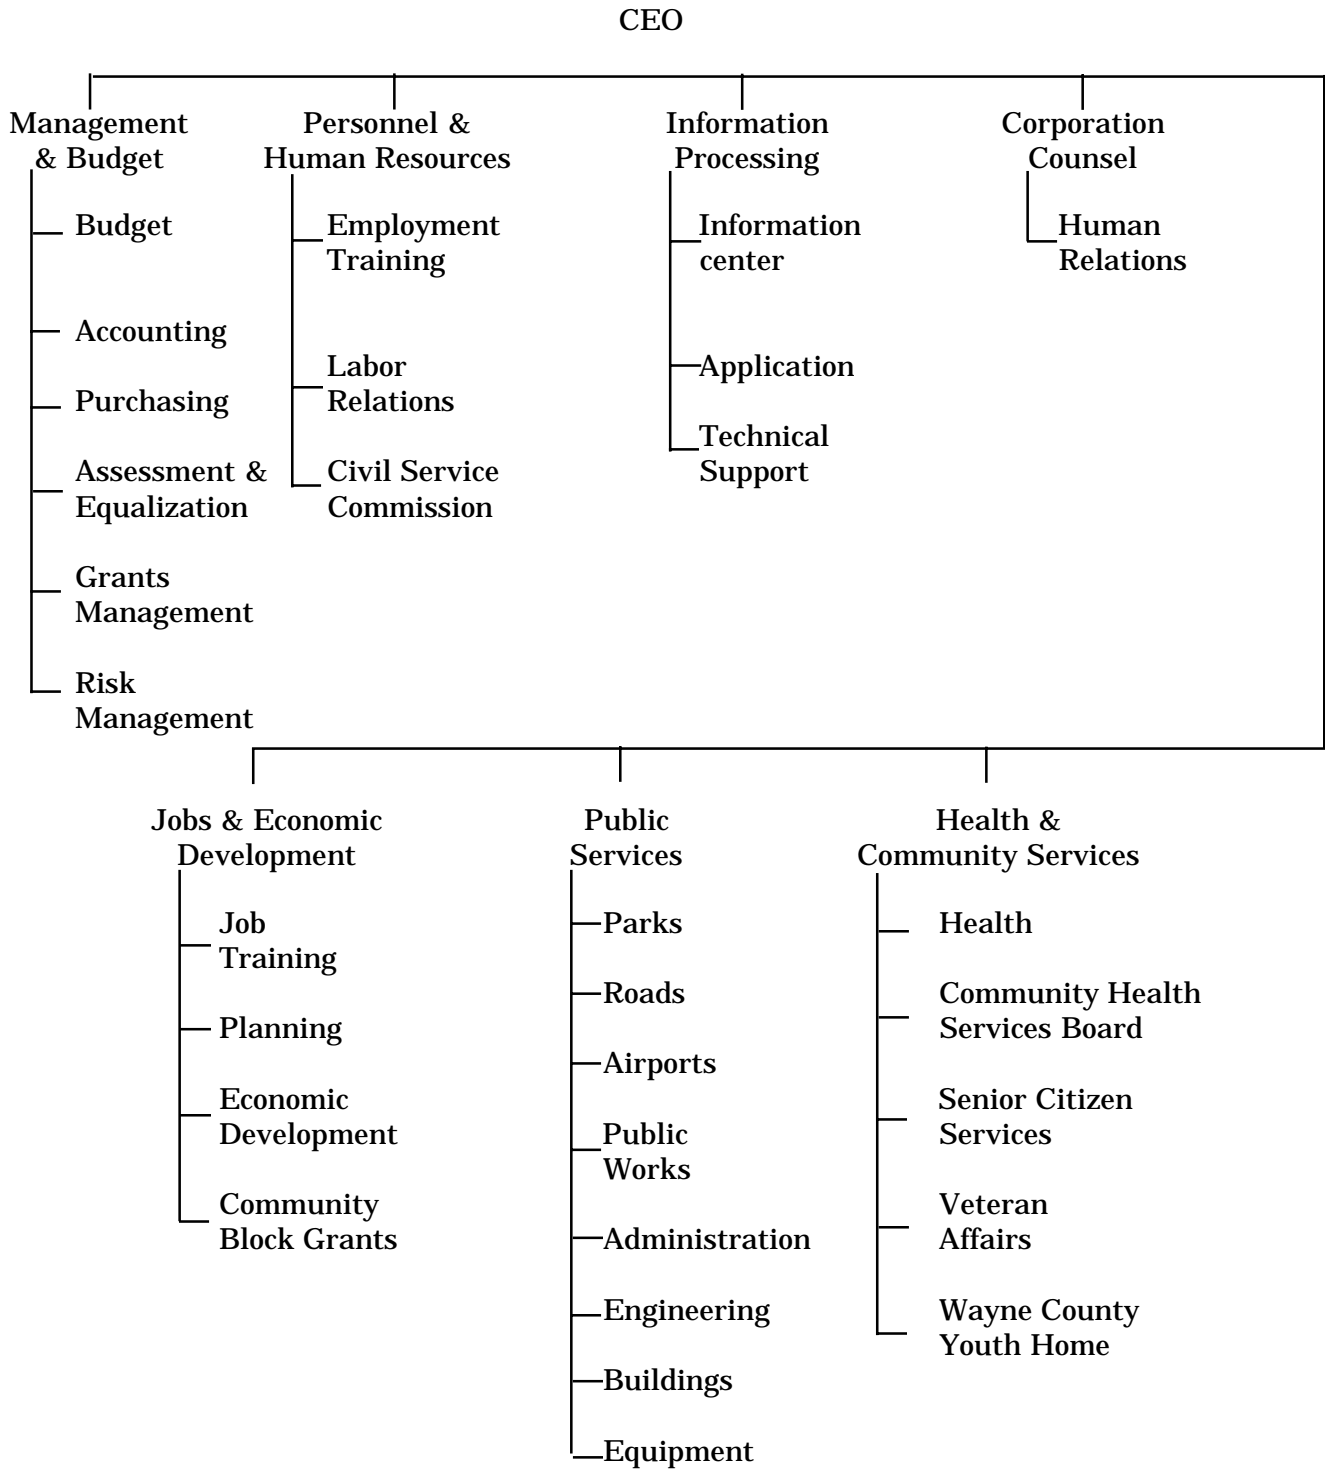 CEO
Management
& Budget
Budget
Accounting
Purchasing
Assessment &
Equalization
Grants
Management
Risk
Management
Personnel &
Human Resources
Employment
Training
Labor
Relations
Civil Service
Commission
Information
Processing
Information
center
Application
Technical
Support
Corporation
Counsel
Human
Relations
Jobs & Economic
Development
Job
Training
Planning
Economic
Development
Community
Block Grants
Public
Services
Parks
Roads
Airports
Public
Works
Administration
Engineering
Buildings
Equipment
Health &
Community Services
Health
Community Health
Services Board
Senior Citizen
Services
Veteran
Affairs
Wayne County
Youth Home